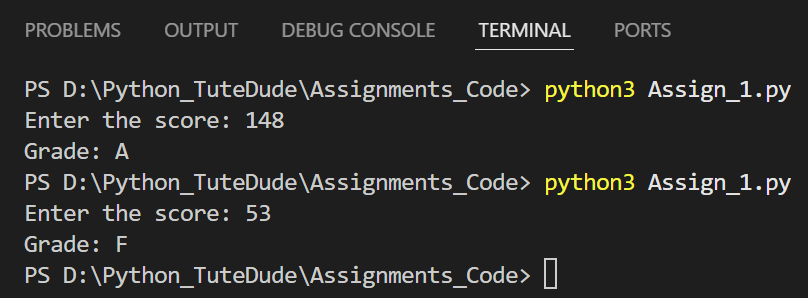 PROBLEMS OUTPUT DEBUG CONSOLE TERMINAL PORTS
PS D:\Python_TuteDude\Assignments_Code> python3 Assign_1.py
Enter the score: 148
Grade: A
PS D:\Python_TuteDude\Assignments_Code> python3 Assign_1.py
Enter the score: 53
Grade: F
PS D:\Python_TuteDude\Assignments_Code>